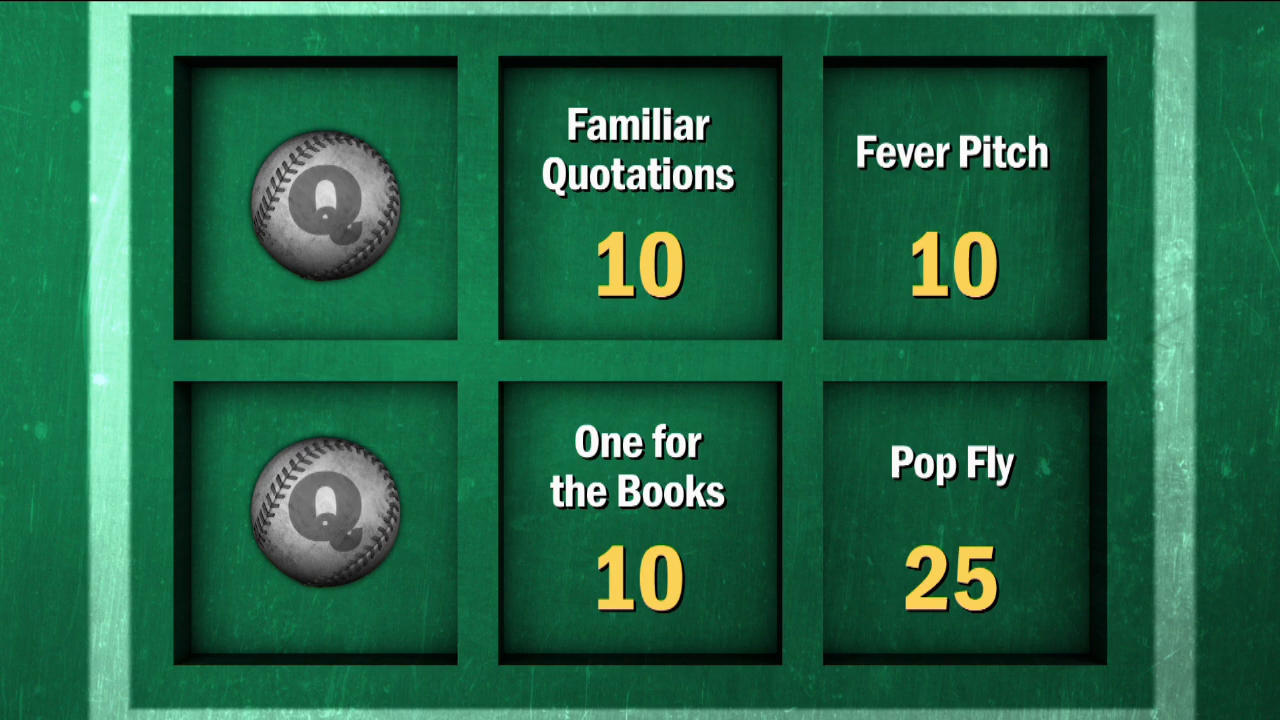 Q
Familiar
Quotations
10
Fever Pitch
10
Q
One for
the Books
10
Pop Fly
25